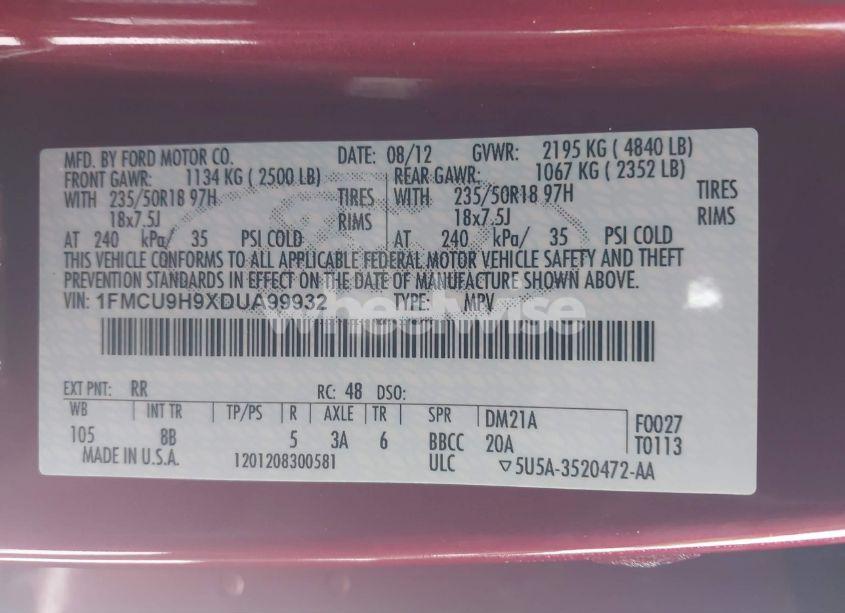 MFD. BY FORD MOTOR CO. DATE: 08/12 GVWR: 2195 KG ( 4840 LB)
FRONT GAWR: 1134 KG ( 2500 LB) REAR GAWR: 1067 KG ( 2352 LB)
WITH 235/50R18 97H TIRES WITH 235/50R18 97H TIRES
18x7.5J RIMS 18x7.5J RIMS
AT 240 kPa/ 35 PSI COLD AT 240 kPa/ 35 PSI COLD
THIS VEHICLE CONFORMS TO ALL APPLICABLE FEDERAL MOTOR VEHICLE SAFETY AND THEFT
PREVENTION STANDARDS IN EFFECT ON THE DATE OF MANUFACTURE SHOWN ABOVE.
VIN: 1FMCU9H9XDUA99932 TYPE: MPV
wheelwise
EXT PNT: RR RC: 48 DSO:
WB INT TR TP/PS R AXLE TR SPR DM21A F0027
105 8B 5 3A 6 BBCC 20A T0113
MADE IN U.S.A. 1201208300581 ULC ▽5U5A-3520472-AA